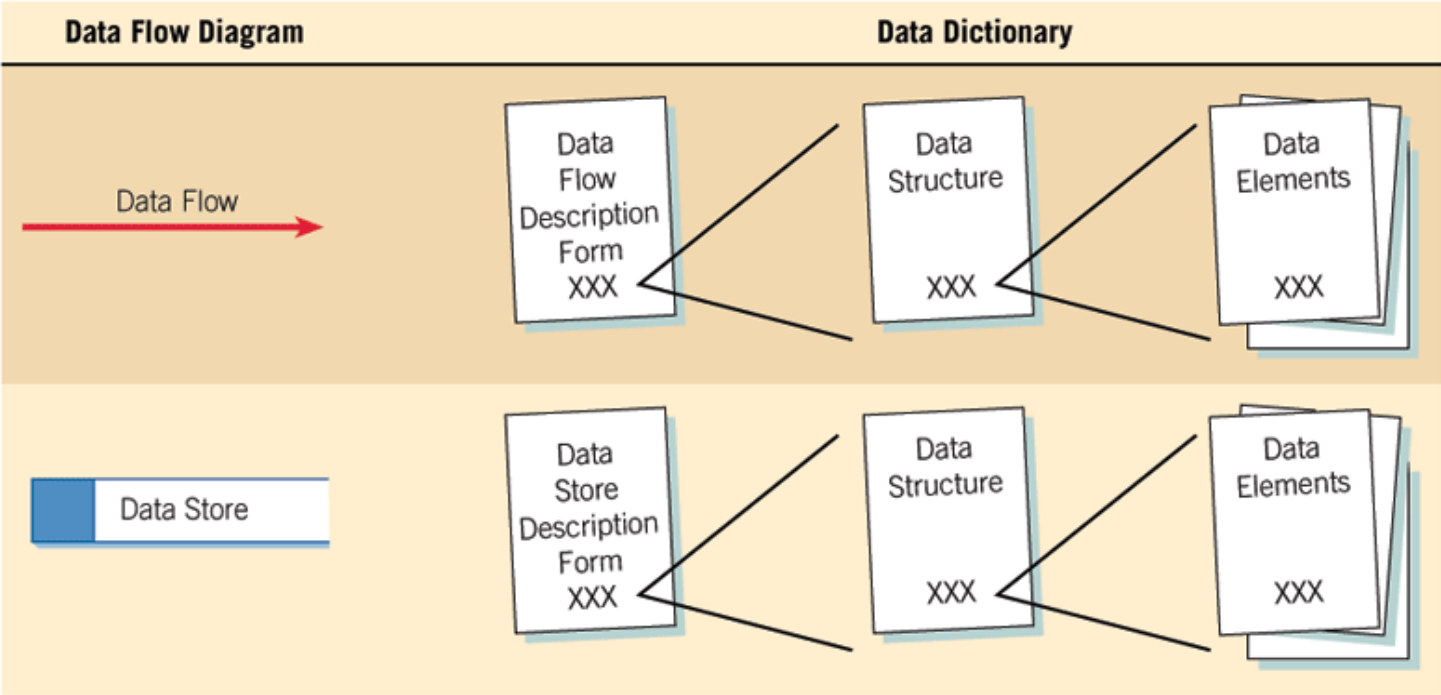 Data Flow Diagram
Data Dictionary
Data Flow
Data
Flow
Description
Form
XXX
Data
Structure
XXX
Data
Elements
XXX
Data Store
Data
Store
Description
Form
XXX
Data
Structure
XXX
Data
Elements
XXX